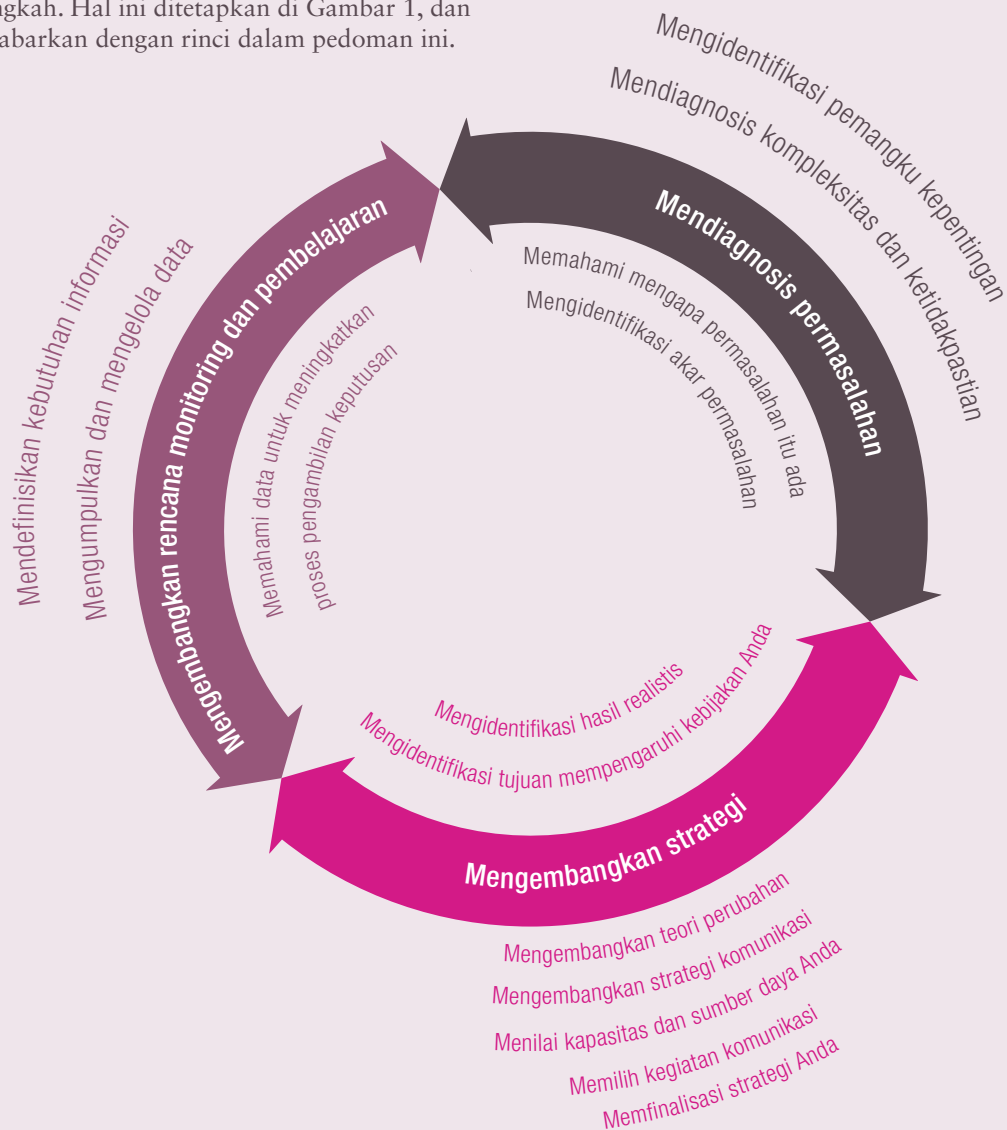 ngkah. Hal ini ditetapkan di Gambar 1, dan
abarkan dengan rinci dalam pedoman ini.
Mengidentifikasi pemangku kepentingan
Mendiagnosis kompleksitas dan ketidakpastian
Mendiagnosis permasalahan
Memahami mengapa permasalahan itu ada
Mengidentifikasi akar permasalahan
Mengidentifikasi hasil realistis
Mengidentifikasi tujuan mempengaruhi kebijakan Anda
Mengembangkan strategi
Mengembangkan teori perubahan
Mengembangkan strategi komunikasi
Menilai kapasitas dan sumber daya Anda
Memilih kegiatan komunikasi
Memfinalisasi strategi Anda
Mendefinisikan kebutuhan informasi
Mengumpulkan dan mengelola data
Mengembangkan rencana monitoring dan pembelajaran
Memahami data untuk meningkatkan
proses pengambilan keputusan